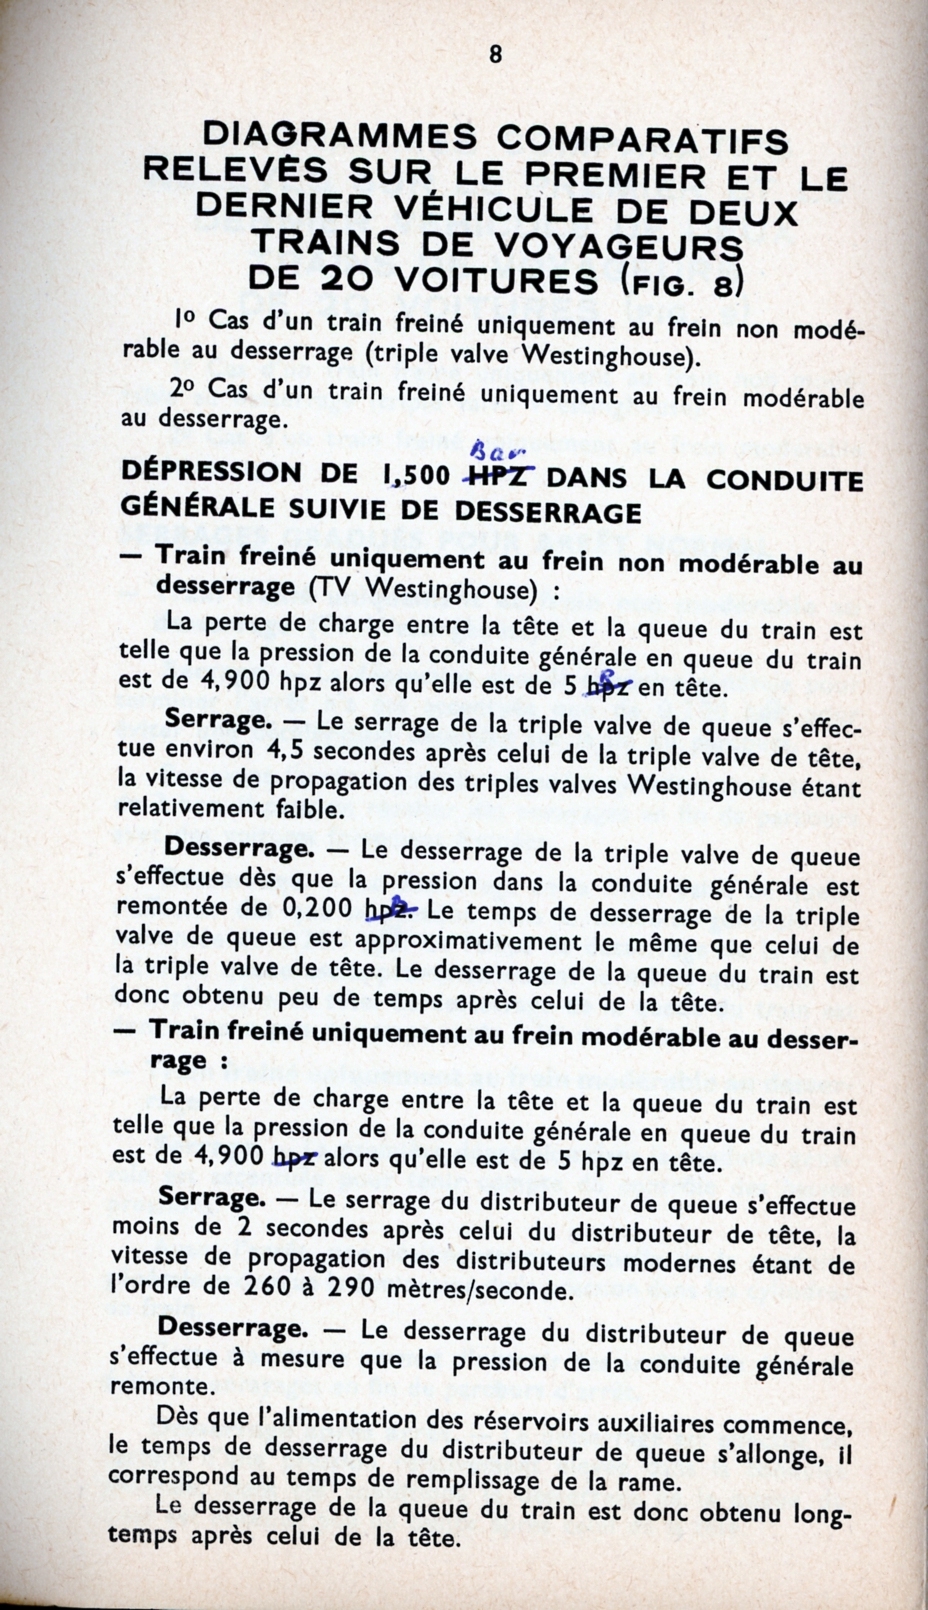 8
DIAGRAMMES COMPARATIFS
RELEVÉS SUR LE PREMIER ET LE
DERNIER VÉHICULE DE DEUX
TRAINS DE VOYAGEURS
DE 20 VOITURES (FIG. 8)
1º Cas d'un train freiné uniquement au frein non modé-
rable au desserrage (triple valve Westinghouse).
2º Cas d'un train freiné uniquement au frein modérable
au desserrage.
Bar
DÉPRESSION DE 1,500 HPZ DANS LA CONDUITE
GÉNÉRALE SUIVIE DE DESSERRAGE
— Train freiné uniquement au frein non modérable au
desserrage (TV Westinghouse) :
La perte de charge entre la tête et la queue du train est
telle que la pression de la conduite générale en queue du train
est de 4,900 hpz alors qu'elle est de 5 hpz B en tête.
Serrage. — Le serrage de la triple valve de queue s'effec-
tue environ 4,5 secondes après celui de la triple valve de tête,
la vitesse de propagation des triples valves Westinghouse étant
relativement faible.
Desserrage. — Le desserrage de la triple valve de queue
s'effectue dès que la pression dans la conduite générale est
remontée de 0,200 hpz. B Le temps de desserrage de la triple
valve de queue est approximativement le même que celui de
la triple valve de tête. Le desserrage de la queue du train est
donc obtenu peu de temps après celui de la tête.
— Train freiné uniquement au frein modérable au desser-
rage :
La perte de charge entre la tête et la queue du train est
telle que la pression de la conduite générale en queue du train
est de 4,900 hpz alors qu'elle est de 5 hpz en tête.
Serrage. — Le serrage du distributeur de queue s'effectue
moins de 2 secondes après celui du distributeur de tête, la
vitesse de propagation des distributeurs modernes étant de
l'ordre de 260 à 290 mètres/seconde.
Desserrage. — Le desserrage du distributeur de queue
s'effectue à mesure que la pression de la conduite générale
remonte.
Dès que l'alimentation des réservoirs auxiliaires commence,
le temps de desserrage du distributeur de queue s'allonge, il
correspond au temps de remplissage de la rame.
Le desserrage de la queue du train est donc obtenu long-
temps après celui de la tête.